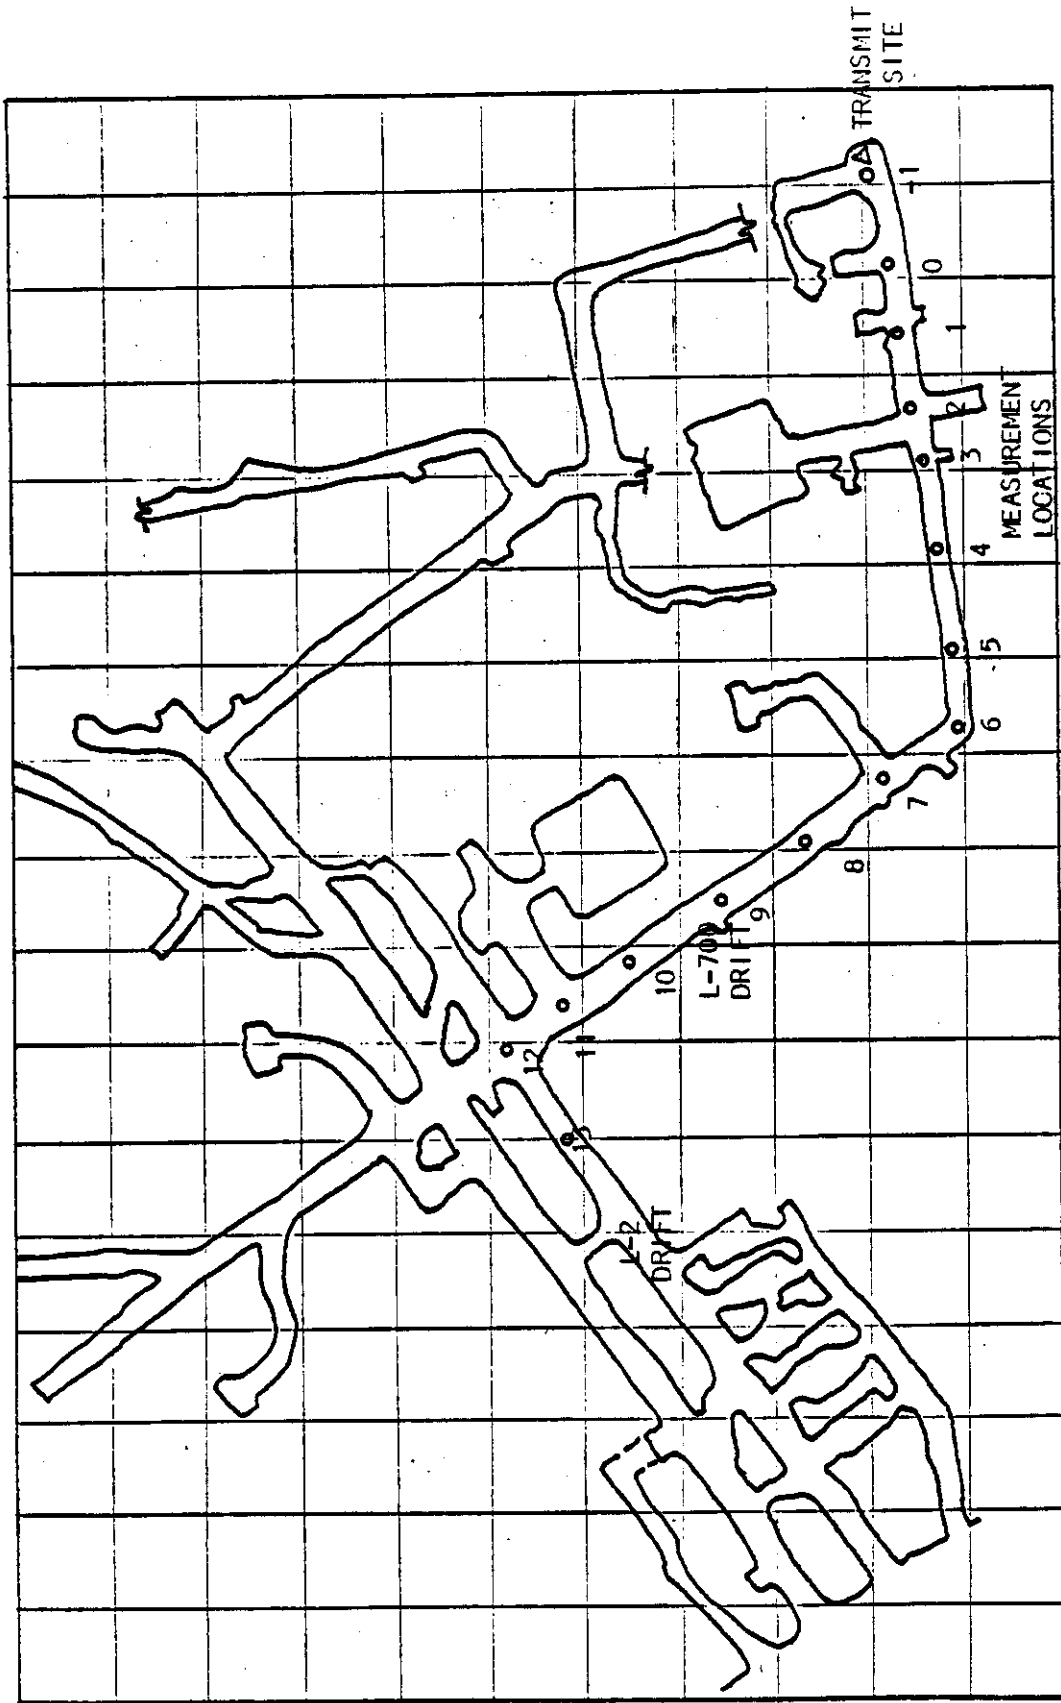 TRANSMIT
SITE
-1
0
1
2
3
4
5
6
7
8
9
10
11
12
13
MEASUREMENT
LOCATIONS
L-700
DRIFT
L-2
DRIFT